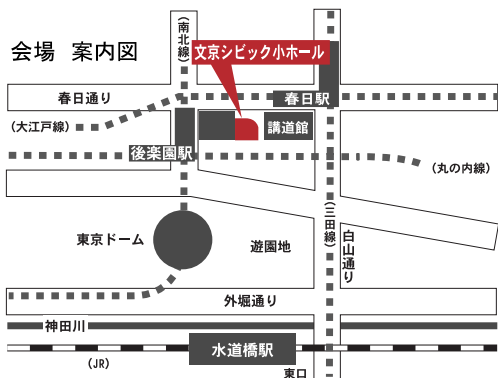 会場 案内図
(南北線)
文京シビック小ホール
春日通り
春日駅
(大江戸線)
講道館
後楽園駅
(丸の内線)
(三田線)
白山通り
東京ドーム
遊園地
外堀通り
神田川
水道橋駅
(JR)
東口